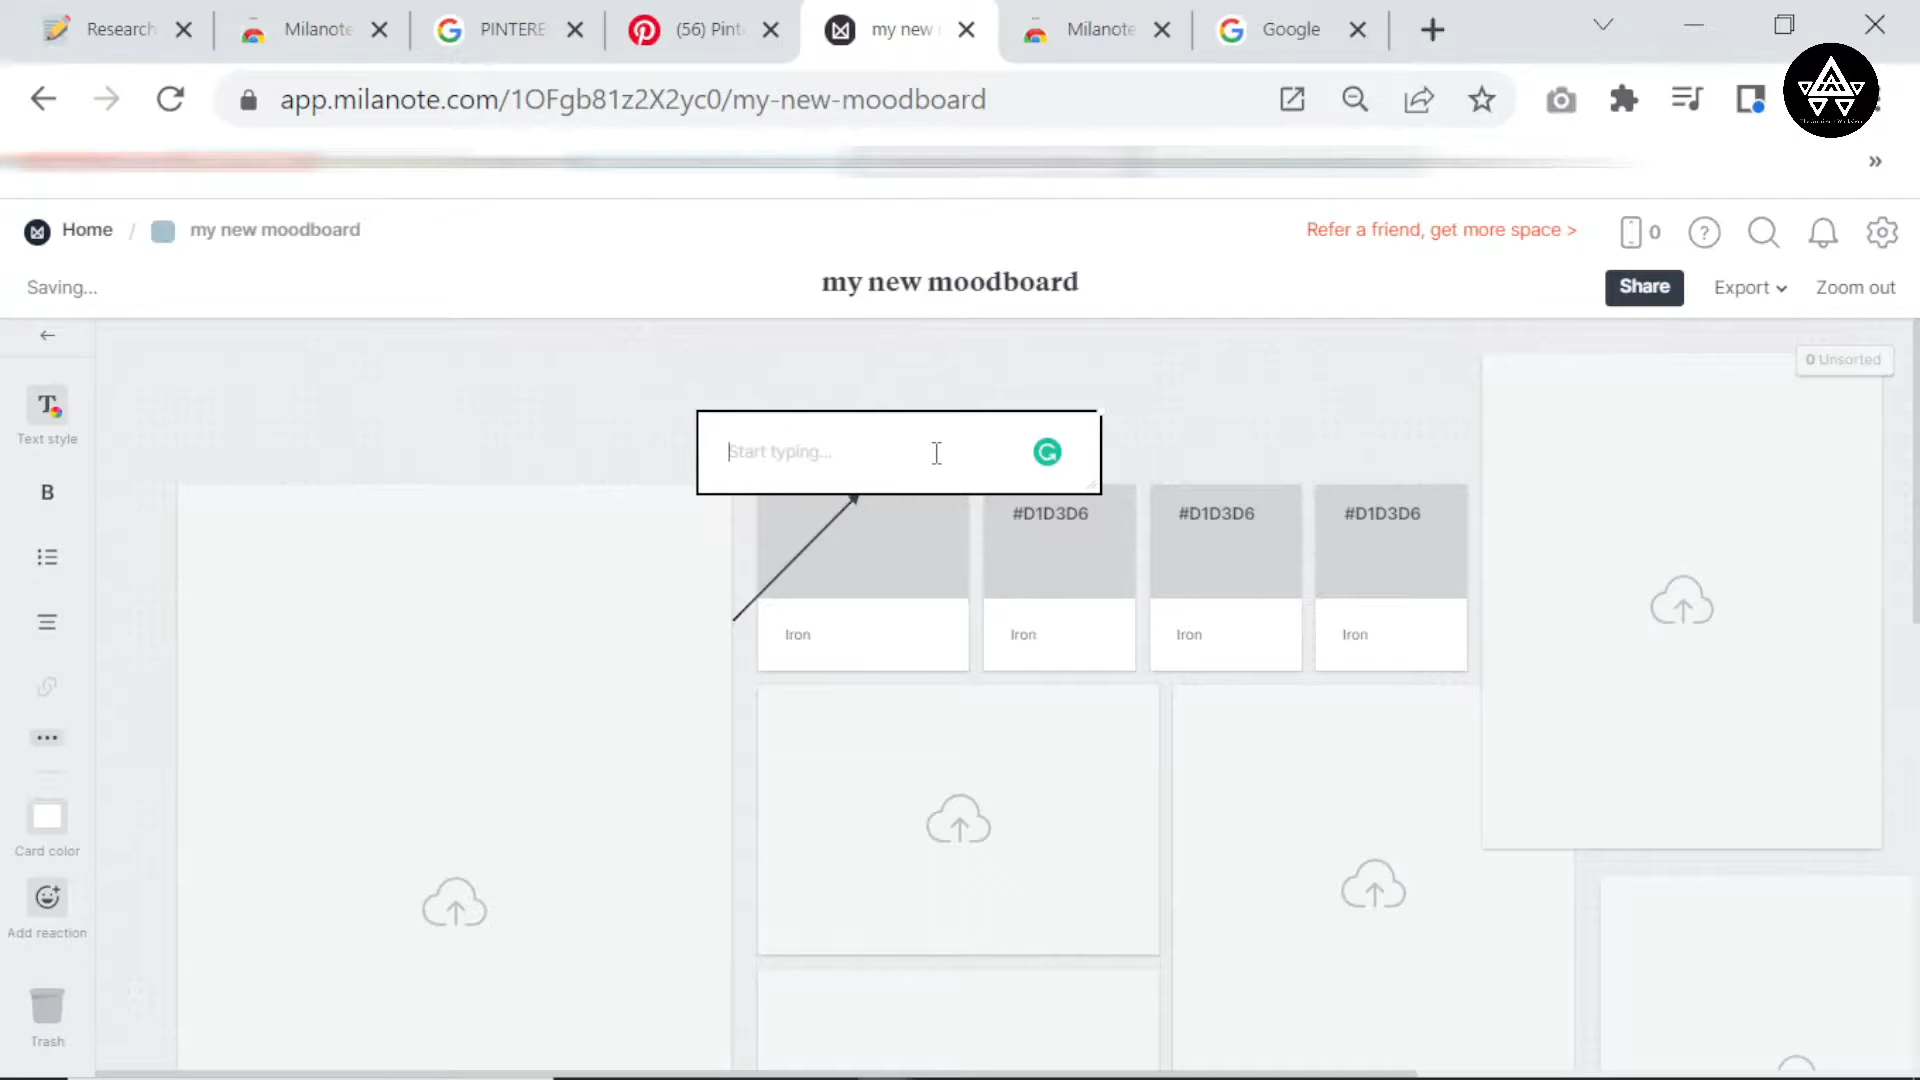 Research
Milanote
PINTERE
(56) Pint
my new
Milanote
Google
app.milanote.com/1OFgb81z2X2yc0/my-new-moodboard
Home / my new moodboard
Refer a friend, get more space >
0
Saving...
my new moodboard
Share
Export
Zoom out
0 Unsorted
Text style
Start typing...
B
#D1D3D6
#D1D3D6
#D1D3D6
Iron
Iron
Iron
Iron
Card color
Add reaction
Trash